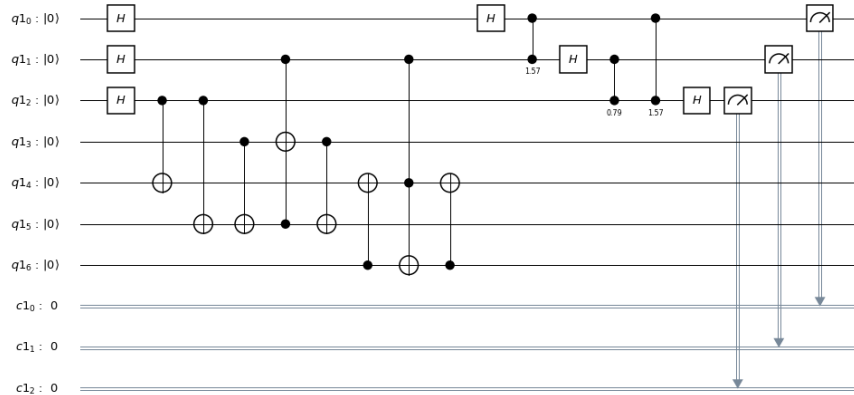 q1₀ : |0⟩ H H
q1₁ : |0⟩ 1.57 H
q1₂ : |0⟩ H 0.79 1.57 H
q1₃ : |0⟩
q1₄ : |0⟩
q1₅ : |0⟩
q1₆ : |0⟩
c1₀ : 0
c1₁ : 0
c1₂ : 0